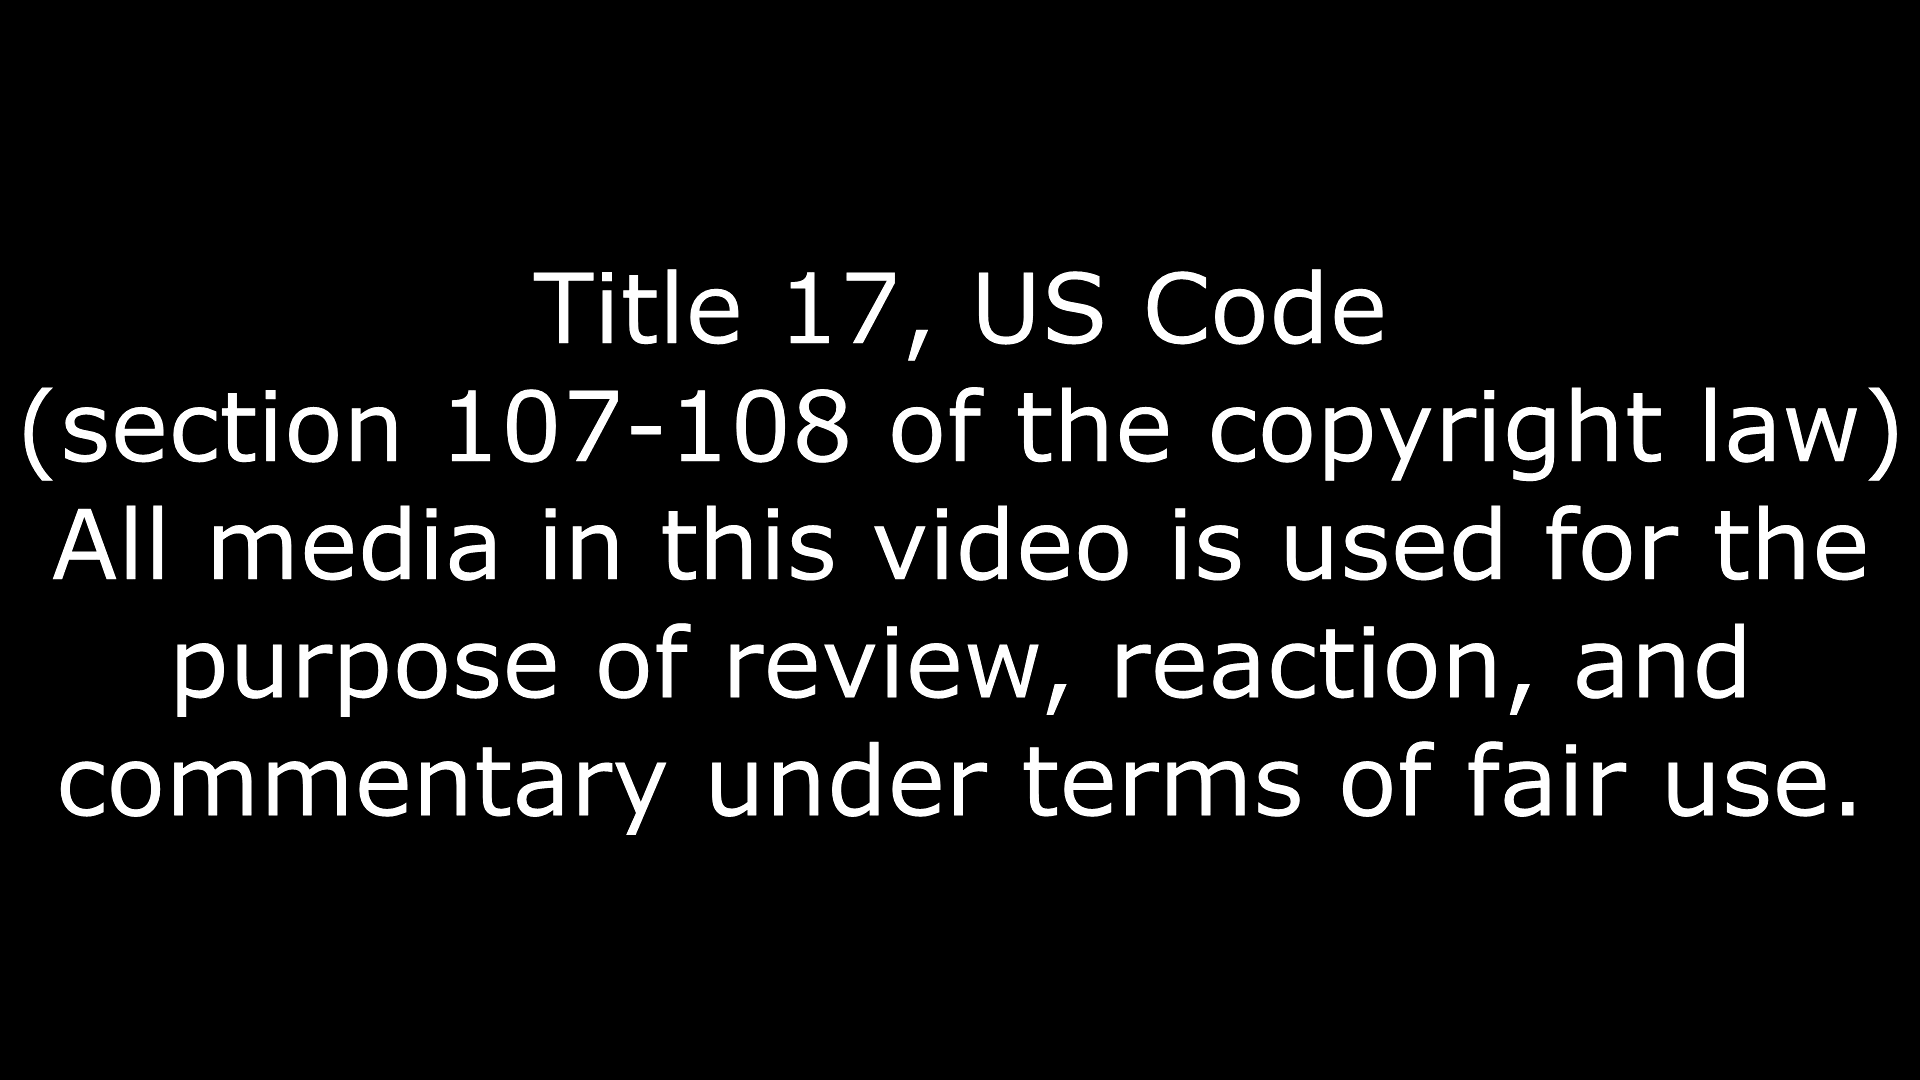 Title 17, US Code
(section 107-108 of the copyright law)
All media in this video is used for the
purpose of review, reaction, and
commentary under terms of fair use.